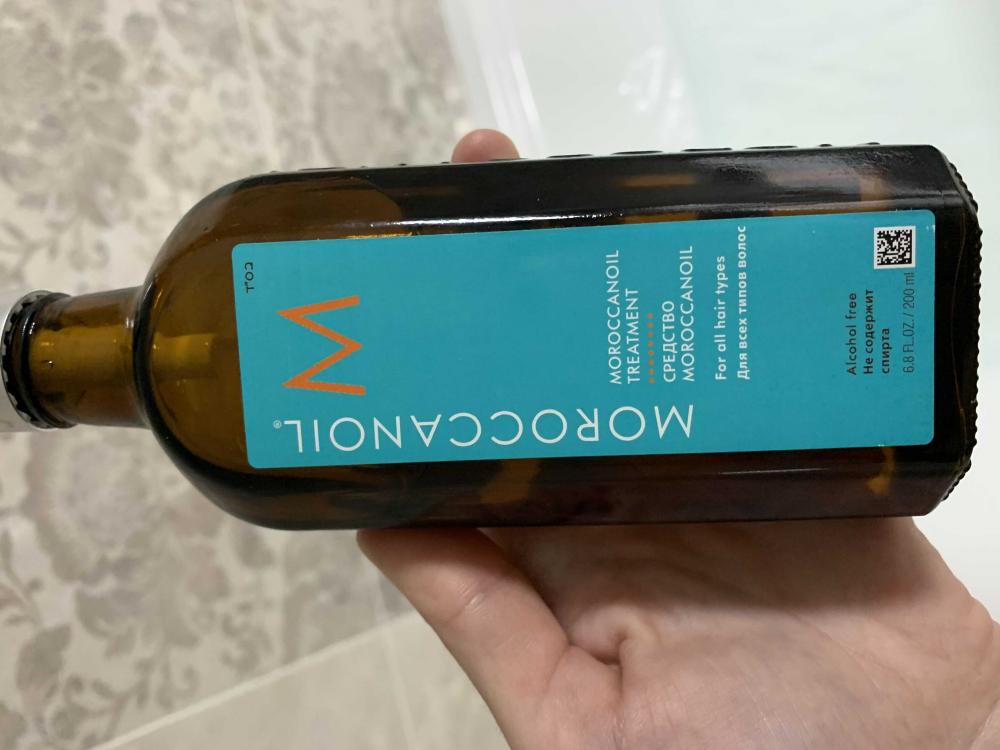 בס"ד
M
MOROCCANOIL®
MOROCCANOIL
TREATMENT
СРЕДСТВО
MOROCCANOIL
For all hair types
Для всех типов волос
Alcohol free
Не содержит
спирта
6.8 FL.OZ. / 200 ml